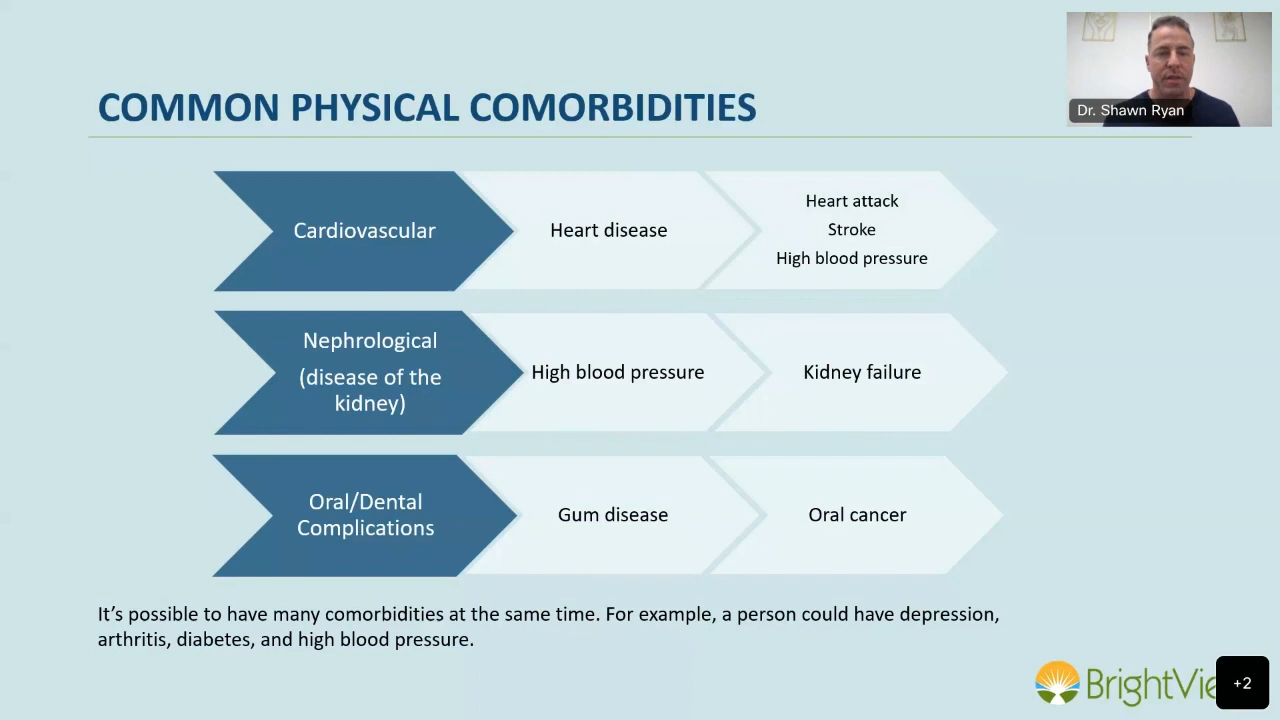 COMMON PHYSICAL COMORBIDITIES
Dr. Shawn Ryan
Cardiovascular
Heart disease
Heart attack
Stroke
High blood pressure
Nephrological
(disease of the
kidney)
High blood pressure
Kidney failure
Oral/Dental
Complications
Gum disease
Oral cancer
It’s possible to have many comorbidities at the same time. For example, a person could have depression,
arthritis, diabetes, and high blood pressure.
+2